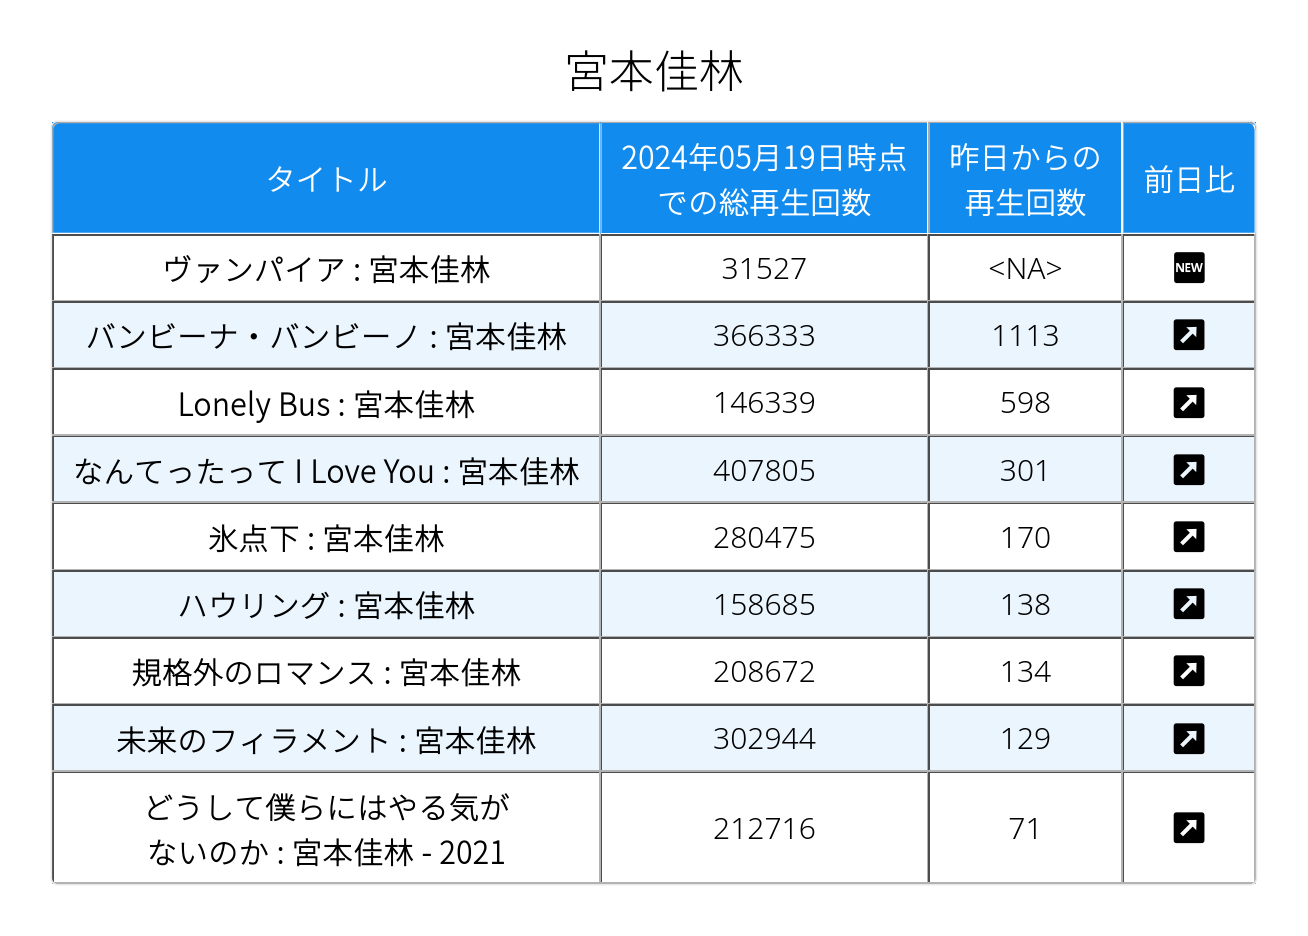 宮本佳林
タイトル
2024年05月19日時点
での総再生回数
昨日からの
再生回数
前日比
ヴァンパイア : 宮本佳林 31527 <NA> NEW
バンビーナ・バンビーノ : 宮本佳林 366333 1113
Lonely Bus : 宮本佳林 146339 598
なんてったって I Love You : 宮本佳林 407805 301
氷点下 : 宮本佳林 280475 170
ハウリング : 宮本佳林 158685 138
規格外のロマンス : 宮本佳林 208672 134
未来のフィラメント : 宮本佳林 302944 129
どうして僕らにはやる気が
ないのか : 宮本佳林 - 2021
212716 71